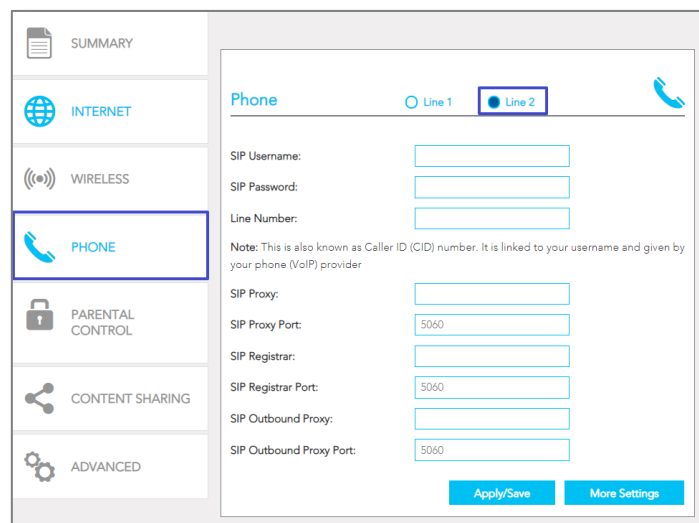 SUMMARY
INTERNET
WIRELESS
PHONE
PARENTAL
CONTROL
CONTENT SHARING
ADVANCED
Phone
Line 1
Line 2
SIP Username:
SIP Password:
Line Number:
Note: This is also known as Caller ID (CID) number. It is linked to your username and given by
your phone (VoIP) provider
SIP Proxy:
SIP Proxy Port: 5060
SIP Registrar:
SIP Registrar Port: 5060
SIP Outbound Proxy:
SIP Outbound Proxy Port: 5060
Apply/Save
More Settings